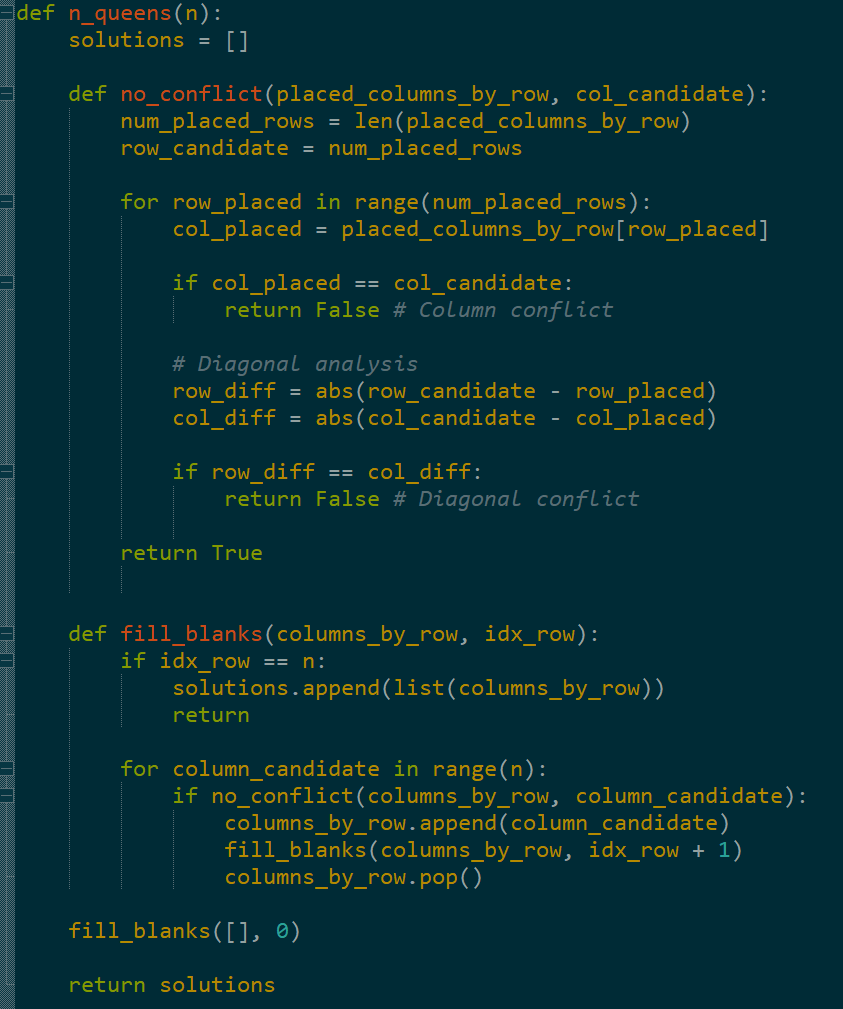 def n_queens(n):
    solutions = []

    def no_conflict(placed_columns_by_row, col_candidate):
        num_placed_rows = len(placed_columns_by_row)
        row_candidate = num_placed_rows

        for row_placed in range(num_placed_rows):
            col_placed = placed_columns_by_row[row_placed]

            if col_placed == col_candidate:
                return False # Column conflict

            # Diagonal analysis
            row_diff = abs(row_candidate - row_placed)
            col_diff = abs(col_candidate - col_placed)

            if row_diff == col_diff:
                return False # Diagonal conflict

        return True

    def fill_blanks(columns_by_row, idx_row):
        if idx_row == n:
            solutions.append(list(columns_by_row))
            return

        for column_candidate in range(n):
            if no_conflict(columns_by_row, column_candidate):
                columns_by_row.append(column_candidate)
                fill_blanks(columns_by_row, idx_row + 1)
                columns_by_row.pop()

    fill_blanks([], 0)

    return solutions